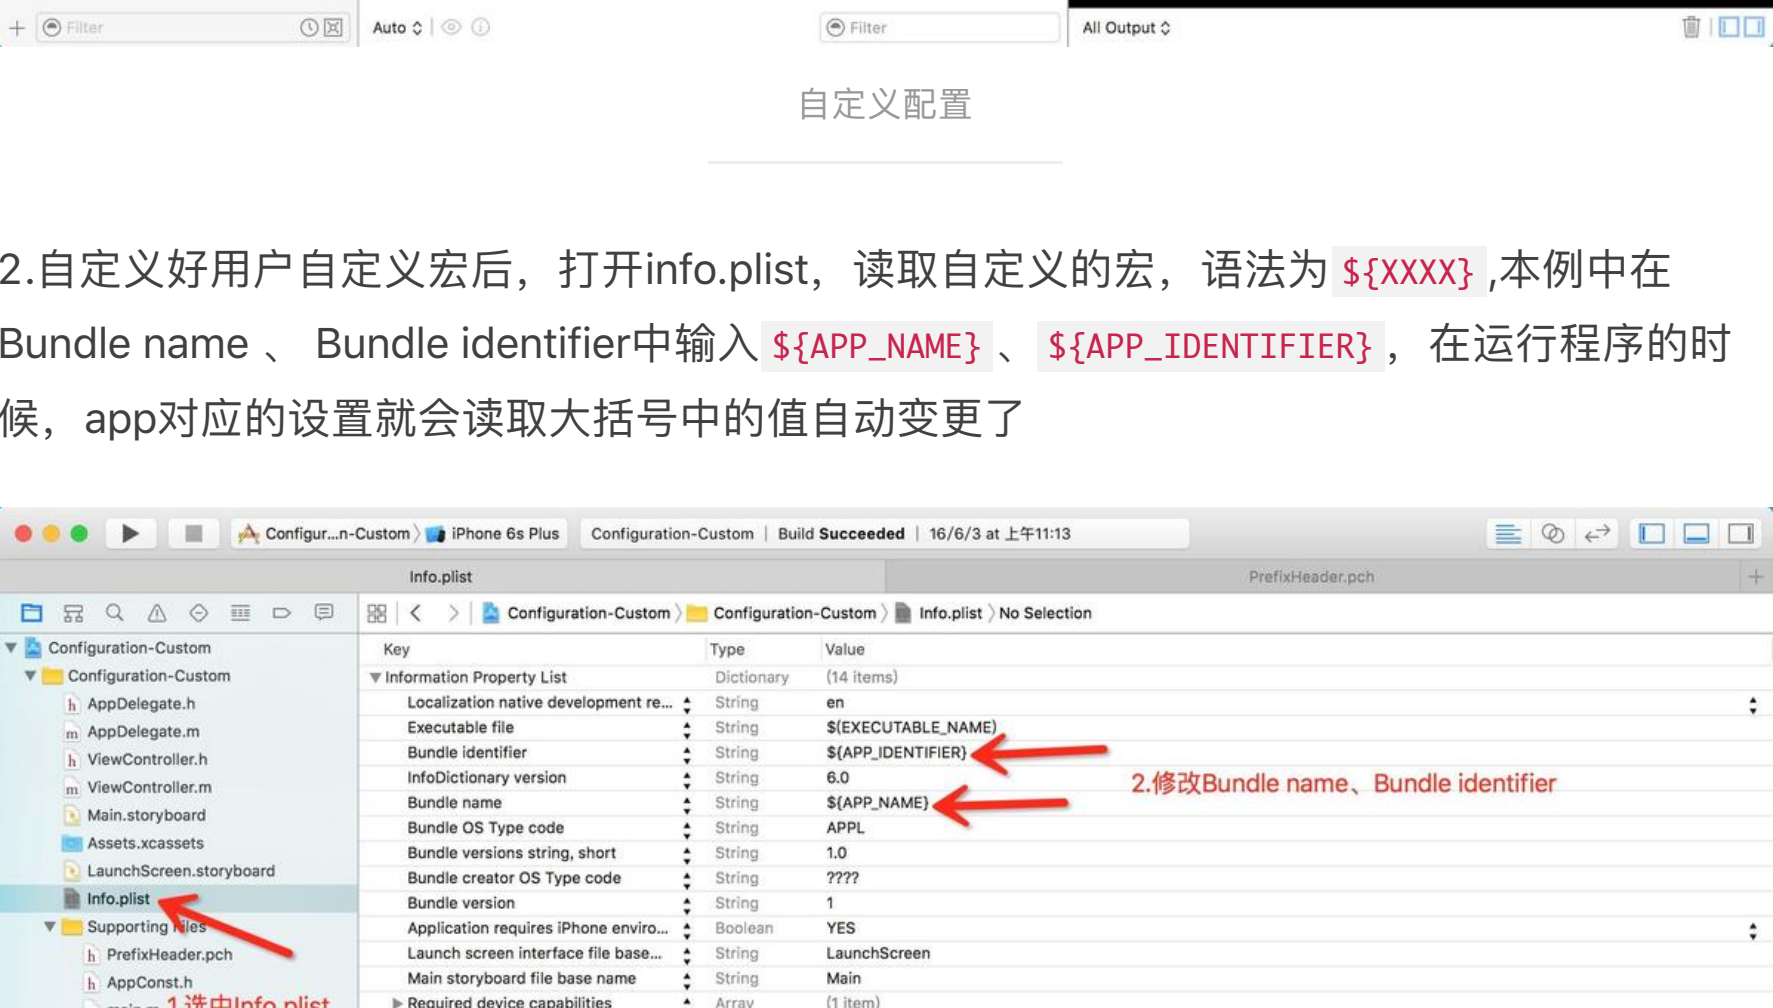 Filter Auto Filter All Output
自定义配置
2.自定义好用户自定义宏后，打开info.plist，读取自定义的宏，语法为 ${XXXX} ,本例中在
Bundle name 、 Bundle identifier中输入 ${APP_NAME} 、 ${APP_IDENTIFIER} ，在运行程序的时
候，app对应的设置就会读取大括号中的值自动变更了
Configur...n-Custom 〉 iPhone 6s Plus Configuration-Custom | Build Succeeded | 16/6/3 at 上午11:13
Info.plist PrefixHeader.pch
Configuration-Custom 〉 Configuration-Custom 〉 Info.plist 〉 No Selection
Configuration-Custom
Configuration-Custom
AppDelegate.h
AppDelegate.m
ViewController.h
ViewController.m
Main.storyboard
Assets.xcassets
LaunchScreen.storyboard
Info.plist
Supporting Files
PrefixHeader.pch
AppConst.h
main.m
1.选中Info.plist
Key Type Value
Information Property List Dictionary (14 items)
Localization native development re... String en
Executable file String $(EXECUTABLE_NAME)
Bundle identifier String ${APP_IDENTIFIER}
InfoDictionary version String 6.0
2.修改Bundle name、Bundle identifier
Bundle name String ${APP_NAME}
Bundle OS Type code String APPL
Bundle versions string, short String 1.0
Bundle creator OS Type code String ????
Bundle version String 1
Application requires iPhone enviro... Boolean YES
Launch screen interface file base... String LaunchScreen
Main storyboard file base name String Main
Required device capabilities Array (1 item)